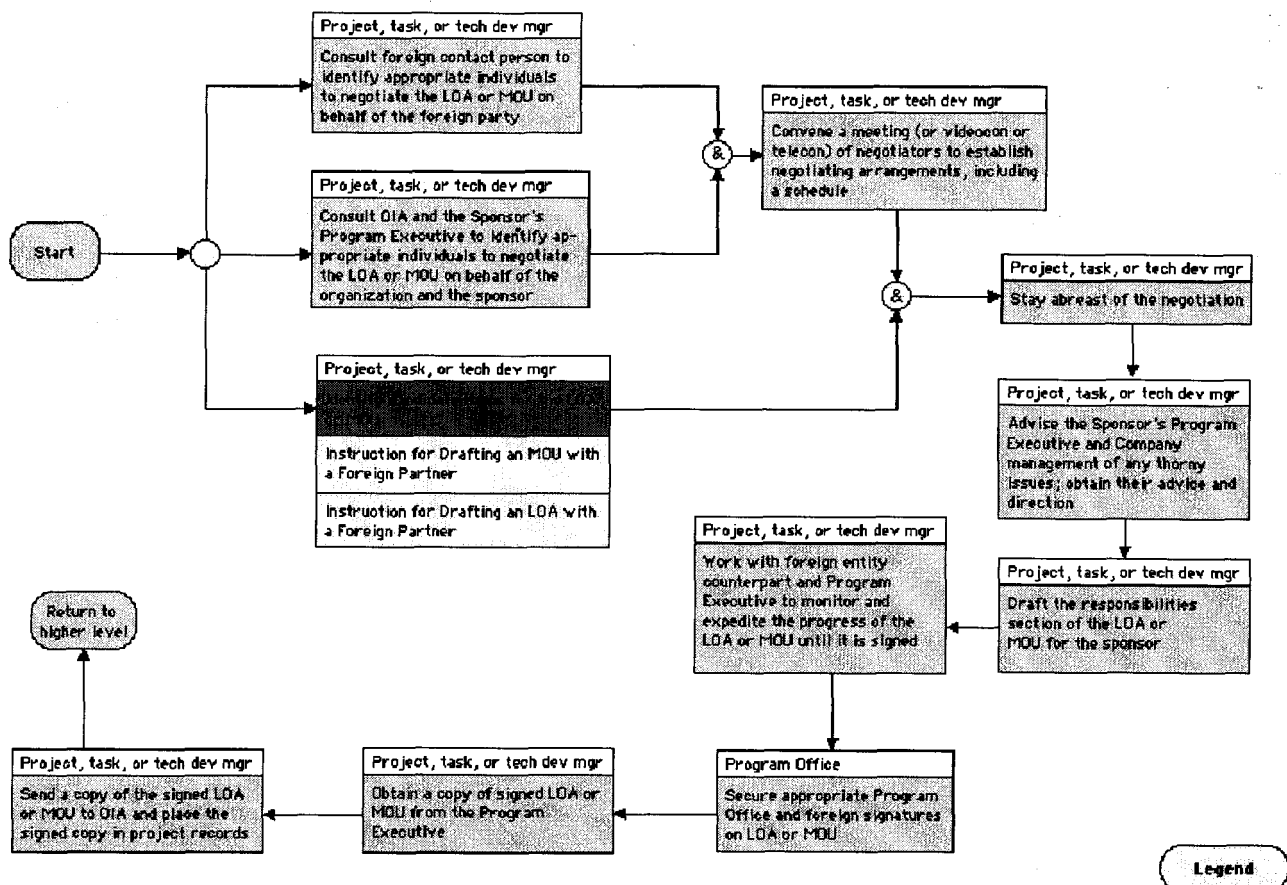 Project, task, or tech dev mgr
Consult foreign contact person to
identify appropriate individuals
to negotiate the LOA or MOU on
behalf of the foreign party
Project, task, or tech dev mgr
Consult OIA and the Sponsor's
Program Executive to identify ap-
propriate individuals to negotiate
the LOA or MOU on behalf of the
organization and the sponsor
Start
&
Project, task, or tech dev mgr
Convene a meeting (or videocon or
telecon) of negotiators to establish
negotiating arrangements, including
a schedule
&
Project, task, or tech dev mgr
Stay abreast of the negotiation
Project, task, or tech dev mgr
Instruction for Drafting an MOU with
a Foreign Partner
Instruction for Drafting an LOA with
a Foreign Partner
Project, task, or tech dev mgr
Advise the Sponsor's Program
Executive and Company
management of any thorny
issues; obtain their advice and
direction
Project, task, or tech dev mgr
Draft the responsibilities
section of the LOA or
MOU for the sponsor
Project, task, or tech dev mgr
Work with foreign entity
counterpart and Program
Executive to monitor and
expedite the progress of the
LOA or MOU until it is signed
Program Office
Secure appropriate Program
Office and foreign signatures
on LOA or MOU
Project, task, or tech dev mgr
Obtain a copy of signed LOA or
MOU from the Program
Executive
Project, task, or tech dev mgr
Send a copy of the signed LOA
or MOU to OIA and place the
signed copy in project records
Return to
higher level
Legend